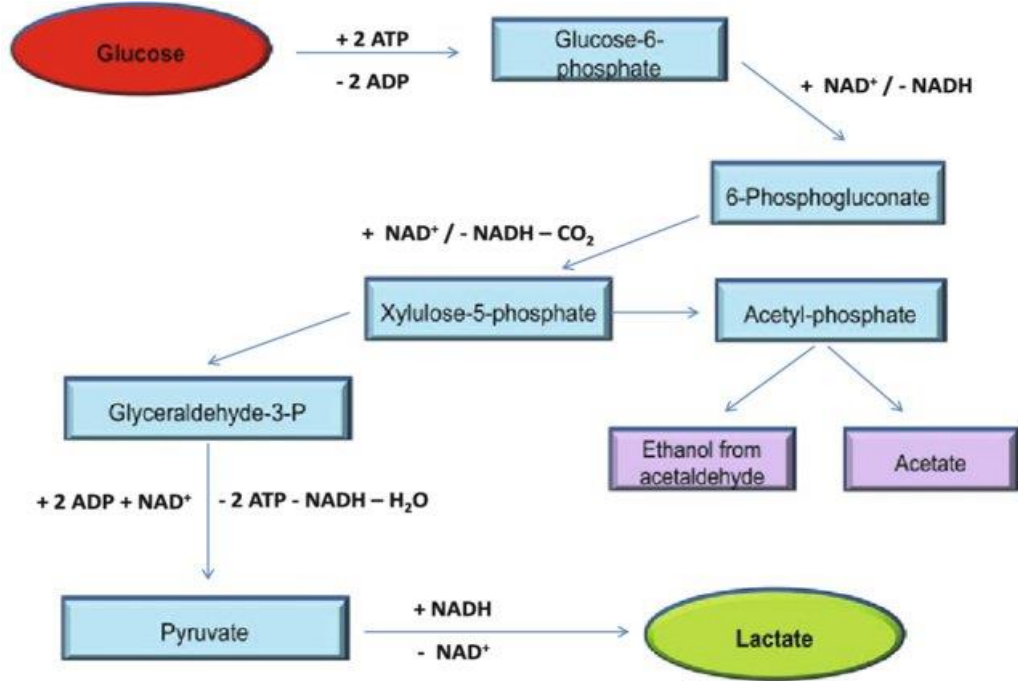 Glucose
+ 2 ATP
- 2 ADP
Glucose-6-
phosphate
+ NAD⁺ / - NADH
6-Phosphogluconate
+ NAD⁺ / - NADH – CO₂
Xylulose-5-phosphate
Acetyl-phosphate
Glyceraldehyde-3-P
Ethanol from
acetaldehyde
Acetate
+ 2 ADP + NAD⁺
- 2 ATP - NADH – H₂O
Pyruvate
+ NADH
- NAD⁺
Lactate